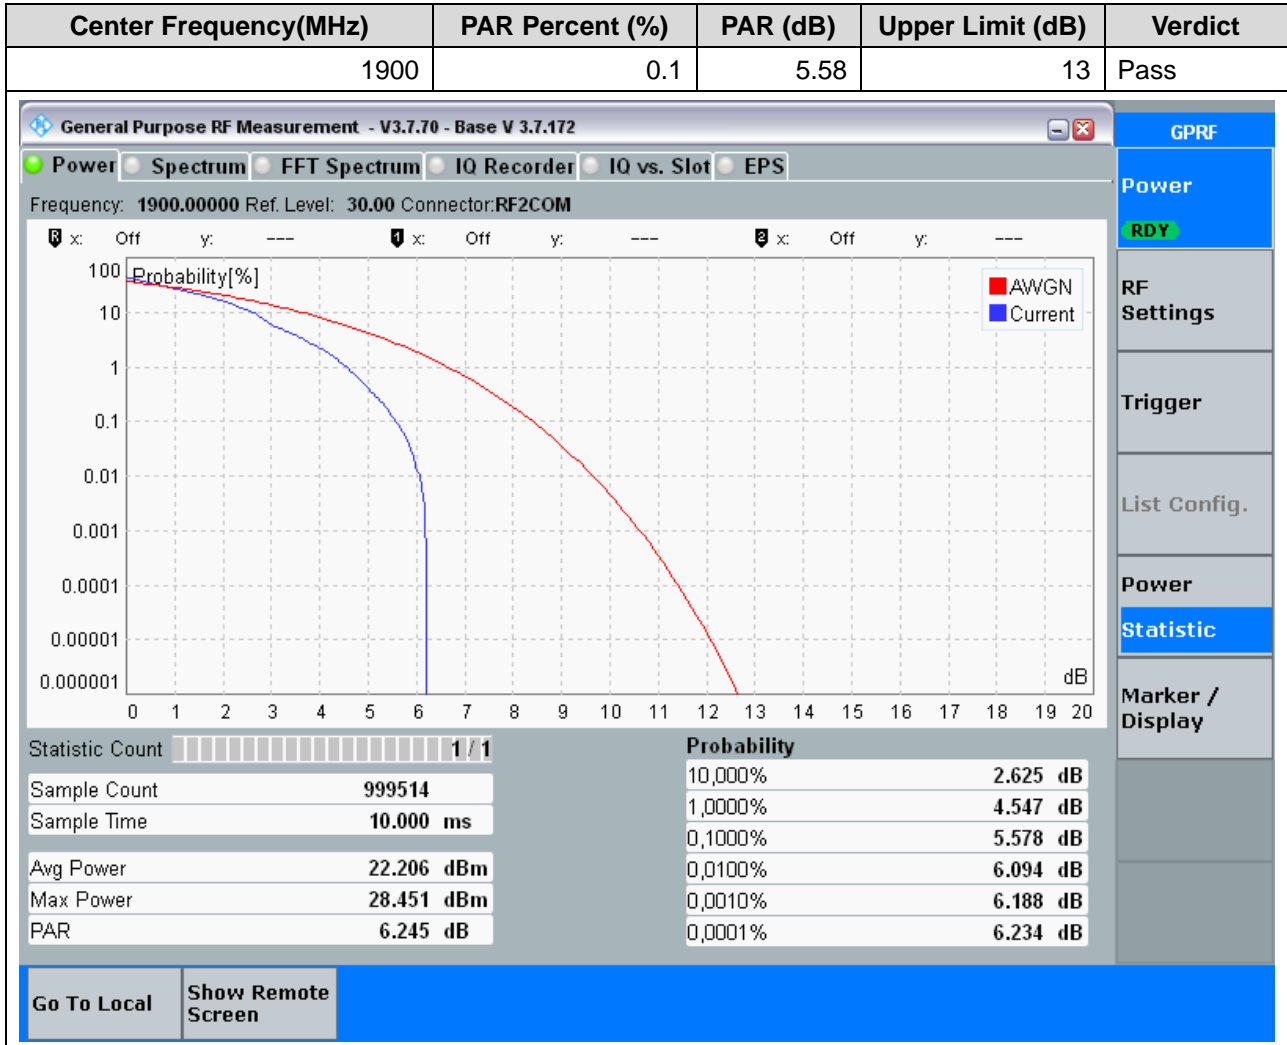 Center Frequency(MHz) PAR Percent (%) PAR (dB) Upper Limit (dB) Verdict
1900 0.1 5.58 13 Pass
General Purpose RF Measurement - V3.7.70 - Base V 3.7.172
GPRF
Power Spectrum FFT Spectrum IQ Recorder IQ vs. Slot EPS
Frequency: 1900.00000 Ref. Level: 30.00 Connector:RF2COM
Power
RDY
R x: Off y: --- 1 x: Off y: --- 2 x: Off y: ---
Probability[%]
AWGN
Current
100
10
1
0.1
0.01
0.001
0.0001
0.00001
0.000001
dB
0 1 2 3 4 5 6 7 8 9 10 11 12 13 14 15 16 17 18 19 20
RF
Settings
Trigger
List Config.
Power
Statistic
Marker /
Display
Statistic Count 1 / 1
Sample Count 999514
Sample Time 10.000 ms
Avg Power 22.206 dBm
Max Power 28.451 dBm
PAR 6.245 dB
Probability
10,000% 2.625 dB
1,0000% 4.547 dB
0,1000% 5.578 dB
0,0100% 6.094 dB
0,0010% 6.188 dB
0,0001% 6.234 dB
Go To Local
Show Remote
Screen